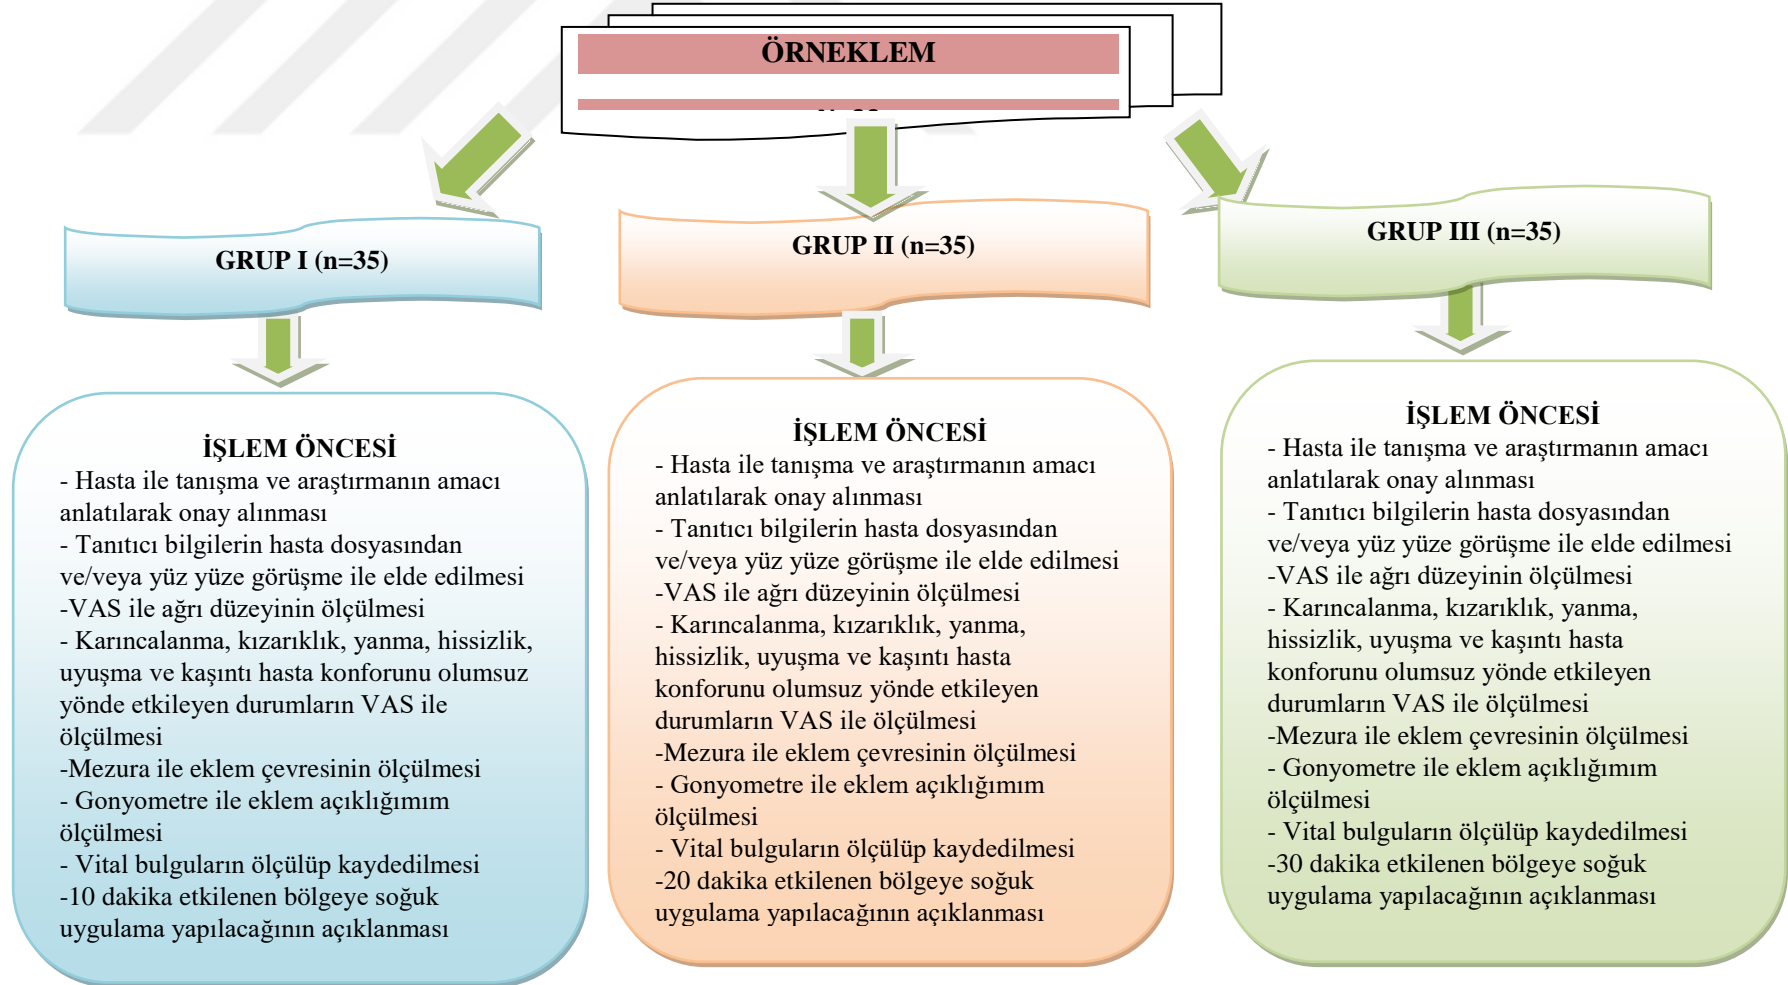 ÖRNEKLEM
GRUP I (n=35)
GRUP II (n=35)
GRUP III (n=35)
İŞLEM ÖNCESİ
- Hasta ile tanışma ve araştırmanın amacı
anlatılarak onay alınması
- Tanıtıcı bilgilerin hasta dosyasından
ve/veya yüz yüze görüşme ile elde edilmesi
-VAS ile ağrı düzeyinin ölçülmesi
- Karıncalanma, kızarıklık, yanma, hissizlik,
uyuşma ve kaşıntı hasta konforunu olumsuz
yönde etkileyen durumların VAS ile
ölçülmesi
-Mezura ile eklem çevresinin ölçülmesi
- Gonyometre ile eklem açıklığımım
ölçülmesi
- Vital bulguların ölçülüp kaydedilmesi
-10 dakika etkilenen bölgeye soğuk
uygulama yapılacağının açıklanması
İŞLEM ÖNCESİ
- Hasta ile tanışma ve araştırmanın amacı
anlatılarak onay alınması
- Tanıtıcı bilgilerin hasta dosyasından
ve/veya yüz yüze görüşme ile elde edilmesi
-VAS ile ağrı düzeyinin ölçülmesi
- Karıncalanma, kızarıklık, yanma,
hissizlik, uyuşma ve kaşıntı hasta
konforunu olumsuz yönde etkileyen
durumların VAS ile ölçülmesi
-Mezura ile eklem çevresinin ölçülmesi
- Gonyometre ile eklem açıklığımım
ölçülmesi
- Vital bulguların ölçülüp kaydedilmesi
-20 dakika etkilenen bölgeye soğuk
uygulama yapılacağının açıklanması
İŞLEM ÖNCESİ
- Hasta ile tanışma ve araştırmanın amacı
anlatılarak onay alınması
- Tanıtıcı bilgilerin hasta dosyasından
ve/veya yüz yüze görüşme ile elde edilmesi
-VAS ile ağrı düzeyinin ölçülmesi
- Karıncalanma, kızarıklık, yanma,
hissizlik, uyuşma ve kaşıntı hasta
konforunu olumsuz yönde etkileyen
durumların VAS ile ölçülmesi
-Mezura ile eklem çevresinin ölçülmesi
- Gonyometre ile eklem açıklığımım
ölçülmesi
- Vital bulguların ölçülüp kaydedilmesi
-30 dakika etkilenen bölgeye soğuk
uygulama yapılacağının açıklanması